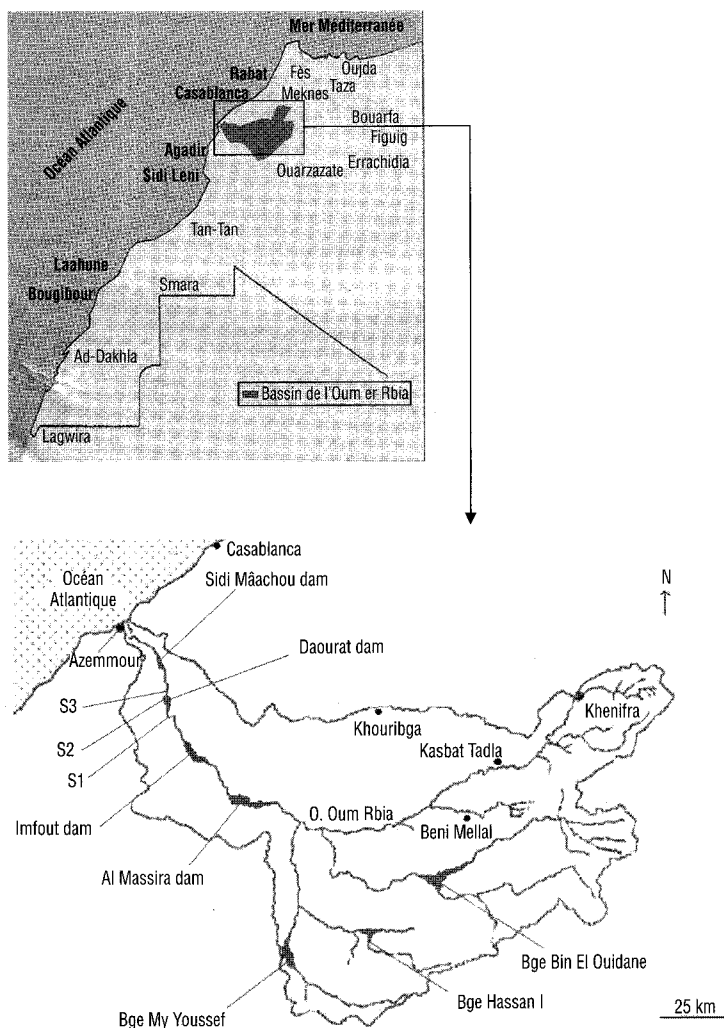 Mer Méditerranée
Rabat
Fès
Oujda
Taza
Casablanca
Meknes
Bouarfa
Figuig
Océan Atlantique
Agadir
Errachidia
Ouarzazate
Sidi Leni
Tan-Tan
Laahune
Smara
Bougibour
Ad-Dakhla
Bassin de l'Oum er Rbia
Lagwira
Casablanca
Océan
Atlantique
Sidi Mâachou dam
N
Azemmour
Daourat dam
S3
Khenifra
Khouribga
S2
Kasbat Tadla
S1
O. Oum Rbia
Imfout dam
Beni Mellal
Al Massira dam
Bge Bin El Ouidane
Bge Hassan I
Bge My Youssef
25 km